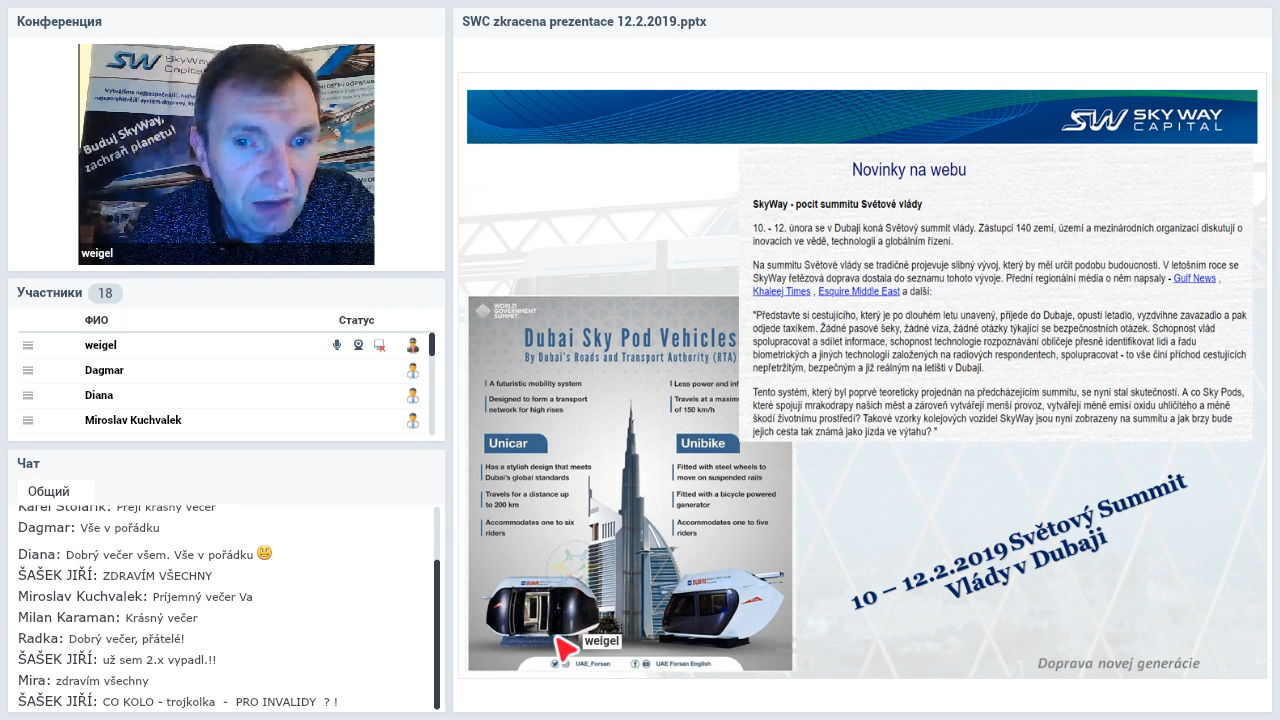 Конференция
SkyWay
Capital
Vytváříme nejbezpečnější, nejho
nejlepší systém dopravy, kt
Buduj SkyWay,
zachraň planetu!
weigel
Участники 18
ФИО Статус
weigel
Dagmar
Diana
Miroslav Kuchvalek
Чат
Общий
Karel Stolařík: Přeji krásný večer
Dagmar: Vše v pořádku
Diana: Dobrý večer všem. Vše v pořádku
ŠAŠEK JIŘÍ: ZDRAVÍM VŠECHNY
Miroslav Kuchvalek: Príjemný večer Va
Milan Karaman: Krásný večer
Radka: Dobrý večer, přátelé!
ŠAŠEK JIŘÍ: už sem 2.x vypadl.!!
Mira: zdravím všechny
ŠAŠEK JIŘÍ: CO KOLO - trojkolka - PRO INVALIDY ? !
SWC zkracena prezentace 12.2.2019.pptx
SW SKY WAY
CAPITAL
Novinky na webu
SkyWay - pocit summitu Světové vlády
10. - 12. února se v Dubaji koná Světový summit vlády. Zástupci 140 zemí, území a mezinárodních organizací diskutují o
inovacích ve vědě, technologii a globálním řízení.
Na summitu Světové vlády se tradičně projevuje slibný vývoj, který by měl určit podobu budoucnosti. V letošním roce se
SkyWay řetězová doprava dostala do seznamu tohoto vývoje. Přední regionální média o něm napsaly - Gulf News ,
Khaleej Times , Esquire Middle East a další:
"Představte si cestujícího, který je po dlouhém letu unavený, přijede do Dubaje, opustí letadlo, vyzdvihne zavazadlo a pak
odjede taxíkem. Žádné pasové šeky, žádné víza, žádné otázky týkající se bezpečnostních otázek. Schopnost vlád
spolupracovat a sdílet informace, schopnost technologie rozpoznávání obličeje přesně identifikovat lidi a řadu
biometrických a jiných technologií založených na radiových respondentech, spolupracovat - to vše činí příchod cestujících
nepřetržitým, bezpečným a již reálným na letišti v Dubaji.
Tento systém, který byl poprvé teoreticky projednán na předcházejícím summitu, se nyní stal skutečností. A co Sky Pods,
které spojují mrakodrapy našich měst a zároveň vytvářejí menší provoz, vytvářejí méně emisí oxidu uhličitého a méně
škodí životnímu prostředí? Takové vzorky kolejových vozidel SkyWay jsou nyní zobrazeny na summitu a jak brzy bude
jejich cesta tak známá jako jízda ve výtahu? "
WORLD
GOVERNMENT
SUMMIT
Dubai Sky Pod Vehicles
By Dubai's Roads and Transport Authority (RTA)
A futuristic mobility system
Designed to form a transport
network for high rises
Less power and inf
Travels at a maximu
of 150 km/h
Unicar
Has a stylish design that meets
Dubai's global standards
Travels for a distance up
to 200 km
Accommodates one to six
riders
Unibike
Fitted with steel wheels to
move on suspended rails
Fitted with a bicycle powered
generator
Accommodates one to five
riders
weigel
UAE_Forsan
UAE Forsan English
10 – 12.2.2019 Světový Summit
Vlády v Dubaji
Doprava novej generácie